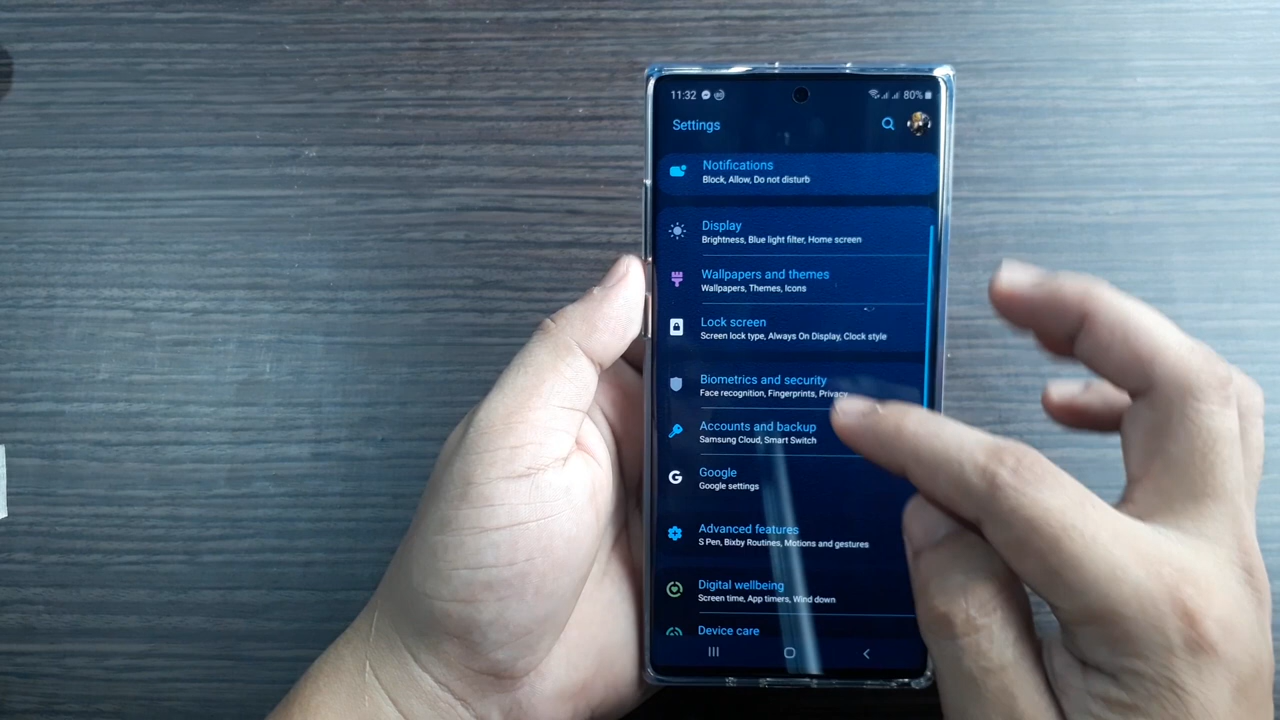 11:32 80%
Settings
Notifications
Block, Allow, Do not disturb
Display
Brightness, Blue light filter, Home screen
Wallpapers and themes
Wallpapers, Themes, Icons
Lock screen
Screen lock type, Always On Display, Clock style
Biometrics and security
Face recognition, Fingerprints, Privacy
Accounts and backup
Samsung Cloud, Smart Switch
G Google
Google settings
Advanced features
S Pen, Bixby Routines, Motions and gestures
Digital wellbeing
Screen time, App timers, Wind down
Device care